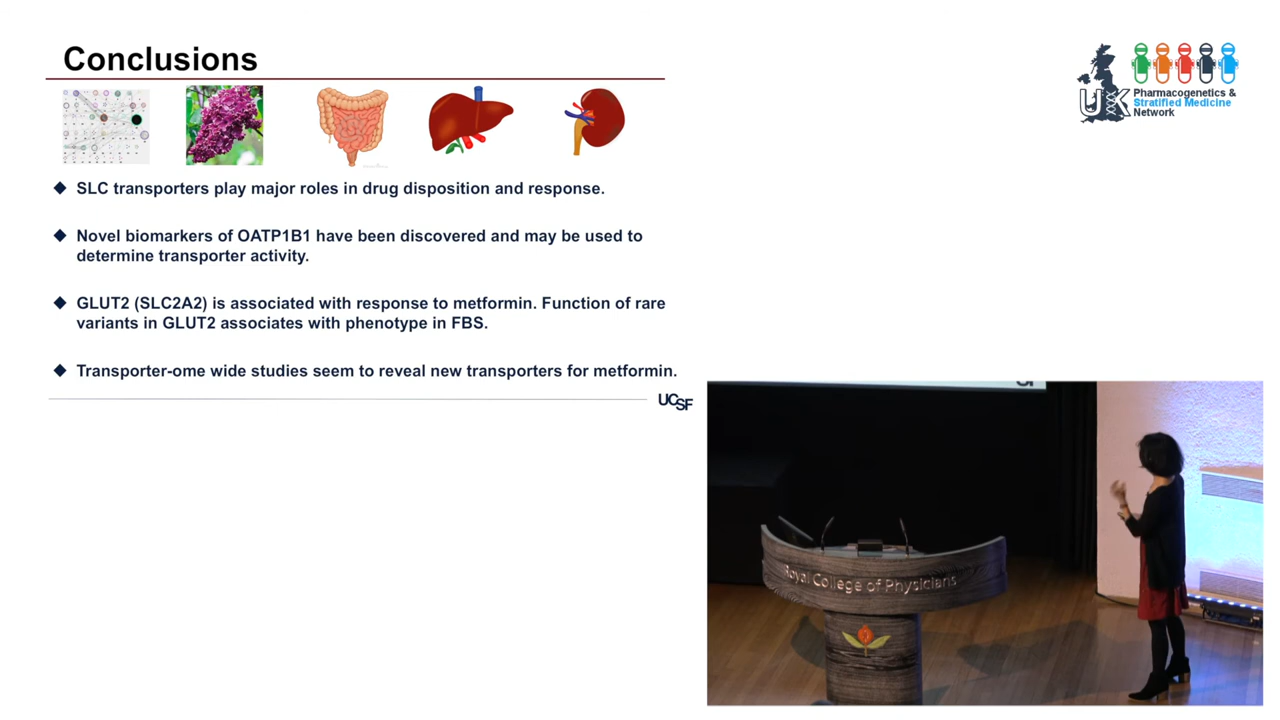 Conclusions
UK
Pharmacogenetics &
Stratified Medicine
Network
◆ SLC transporters play major roles in drug disposition and response.
◆ Novel biomarkers of OATP1B1 have been discovered and may be used to
determine transporter activity.
◆ GLUT2 (SLC2A2) is associated with response to metformin. Function of rare
variants in GLUT2 associates with phenotype in FBS.
◆ Transporter-ome wide studies seem to reveal new transporters for metformin.
UCSF
Royal College of Physicians